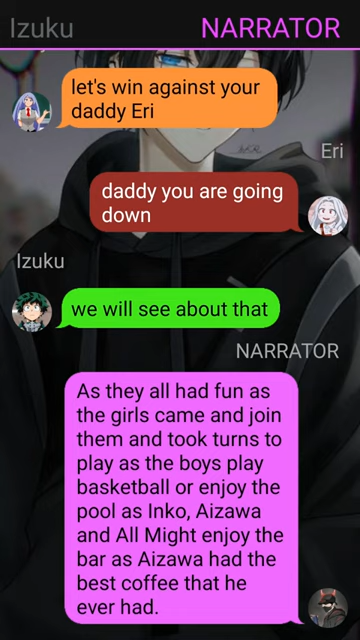 Izuku
NARRATOR
let's win against your
daddy Eri
Eri
daddy you are going
down
Izuku
we will see about that
NARRATOR
As they all had fun as
the girls came and join
them and took turns to
play as the boys play
basketball or enjoy the
pool as Inko, Aizawa
and All Might enjoy the
bar as Aizawa had the
best coffee that he
ever had.